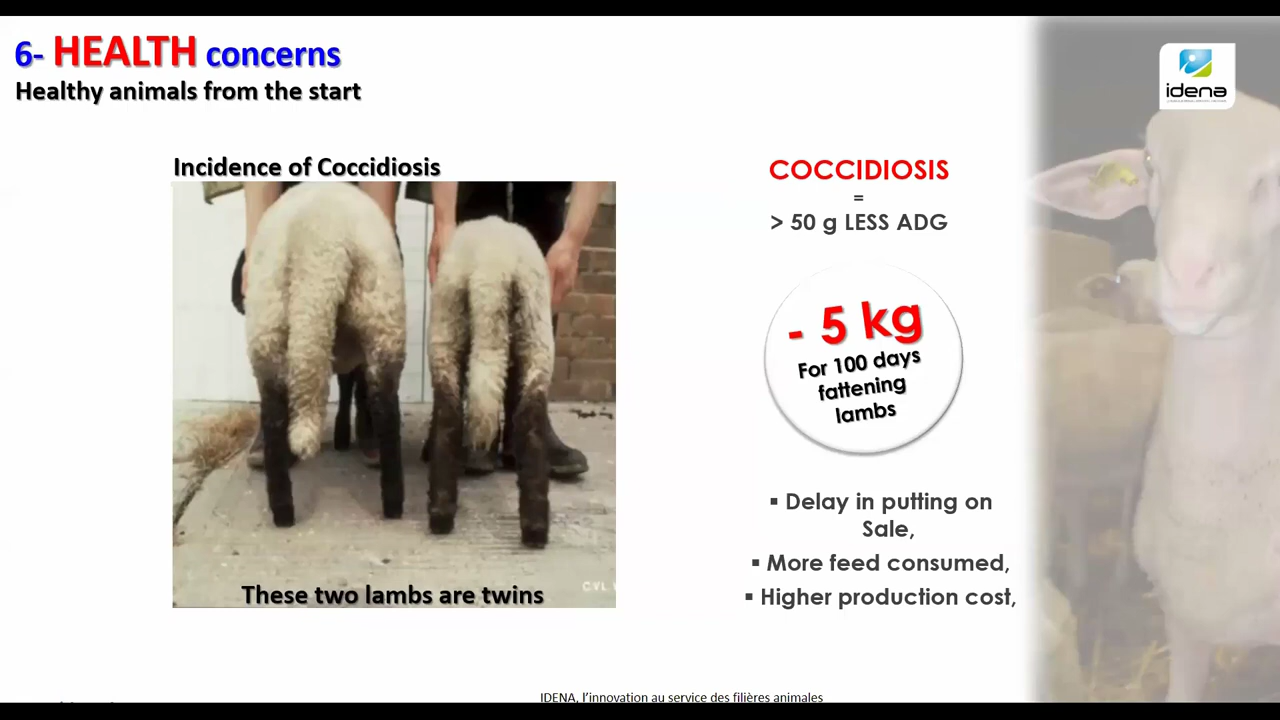 6- HEALTH concerns
Healthy animals from the start
idena
Incidence of Coccidiosis
These two lambs are twins
COCCIDIOSIS
=
> 50 g LESS ADG
- 5 kg
For 100 days
fattening
lambs
▪ Delay in putting on
Sale,
▪ More feed consumed,
▪ Higher production cost,
IDENA, l’innovation au service des filières animales